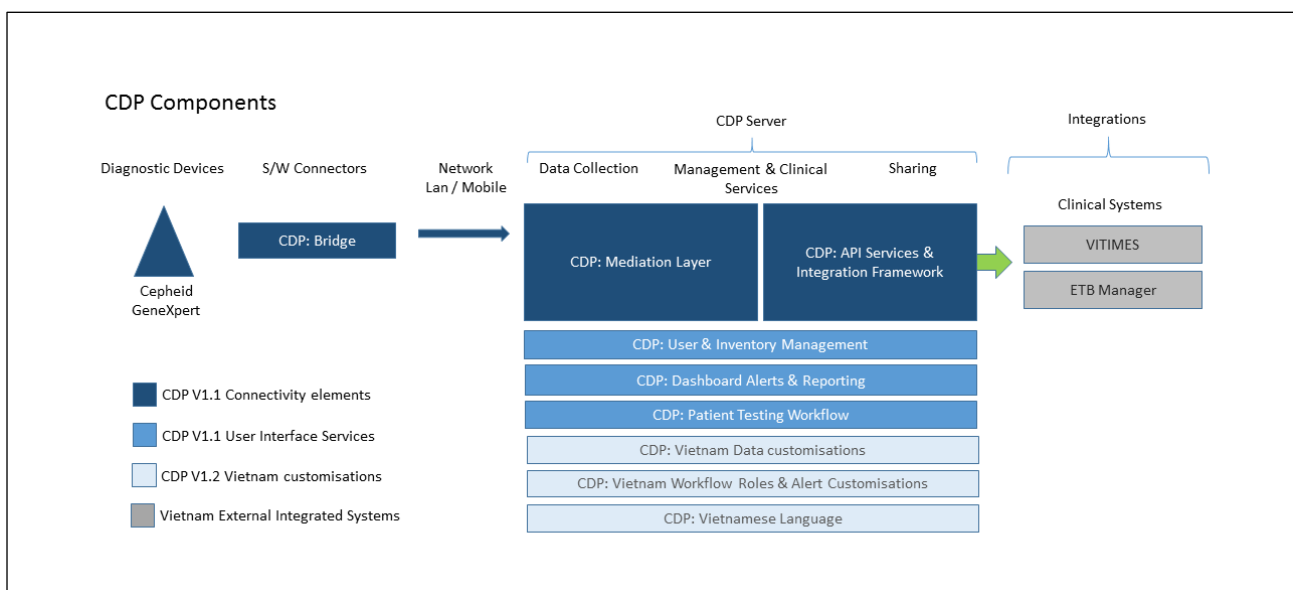 CDP Components
CDP Server
Integrations
Diagnostic Devices
S/W Connectors
Network
Lan / Mobile
Data Collection
Management & Clinical
Services
Sharing
Clinical Systems
Cepheid
GeneXpert
CDP: Bridge
CDP: Mediation Layer
CDP: API Services &
Integration Framework
VITIMES
ETB Manager
CDP: User & Inventory Management
CDP: Dashboard Alerts & Reporting
CDP: Patient Testing Workflow
CDP: Vietnam Data customisations
CDP: Vietnam Workflow Roles & Alert Customisations
CDP: Vietnamese Language
CDP V1.1 Connectivity elements
CDP V1.1 User Interface Services
CDP V1.2 Vietnam customisations
Vietnam External Integrated Systems